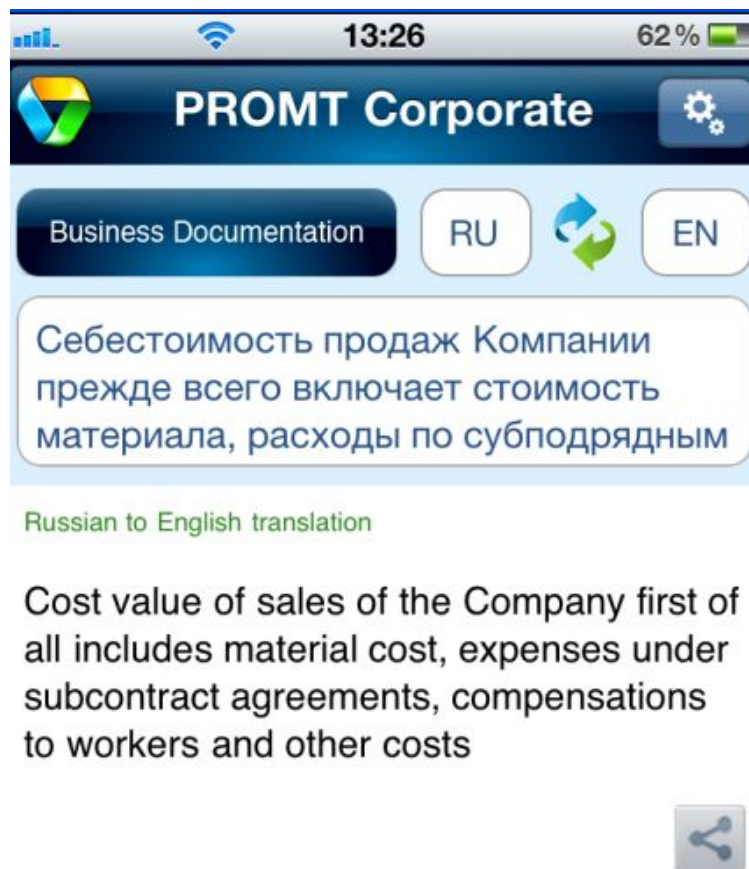 13:26
62%
PROMT Corporate
Business Documentation
RU
EN
Себестоимость продаж Компании
прежде всего включает стоимость
материала, расходы по субподрядным
Russian to English translation
Cost value of sales of the Company first of
all includes material cost, expenses under
subcontract agreements, compensations
to workers and other costs